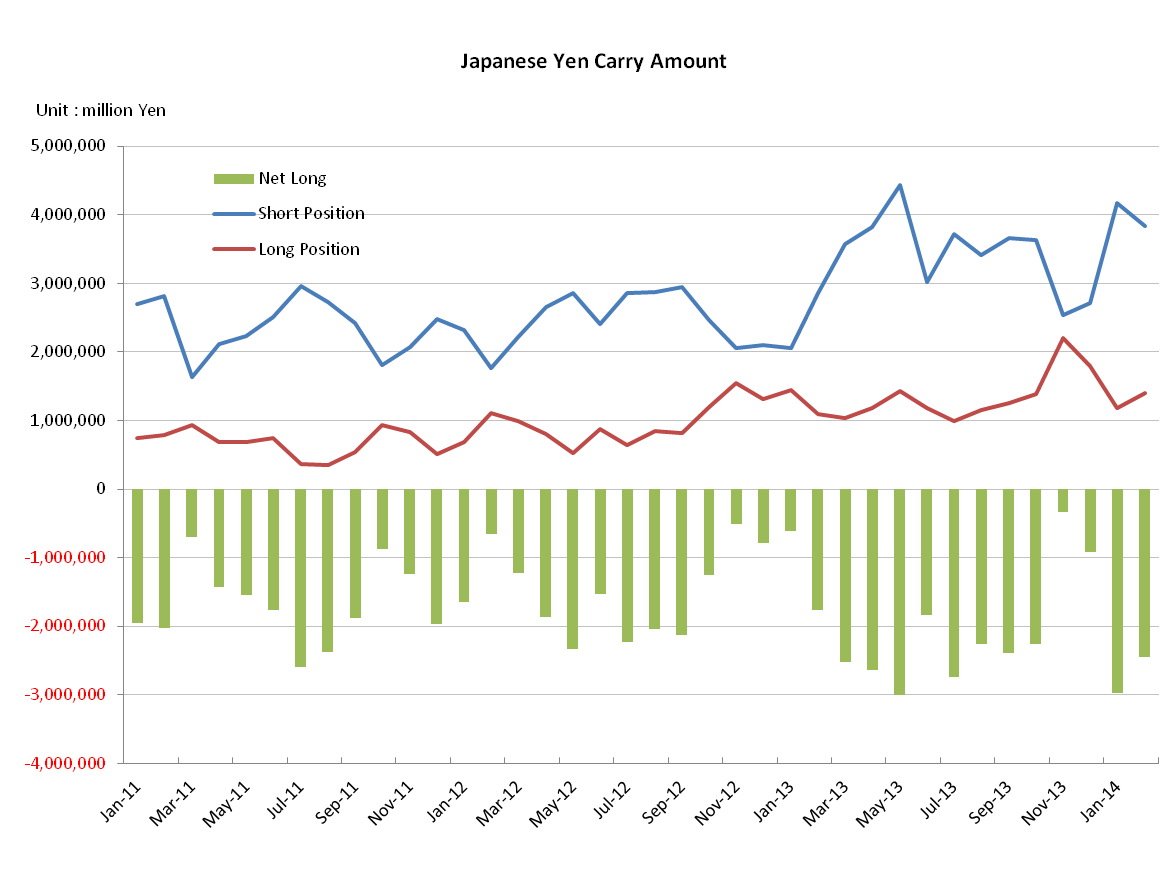 Japanese Yen Carry Amount
Unit : million Yen
5,000,000
4,000,000
3,000,000
2,000,000
1,000,000
0
-1,000,000
-2,000,000
-3,000,000
-4,000,000
Net Long
Short Position
Long Position
Jan-11
Mar-11
May-11
Jul-11
Sep-11
Nov-11
Jan-12
Mar-12
May-12
Jul-12
Sep-12
Nov-12
Jan-13
Mar-13
May-13
Jul-13
Sep-13
Nov-13
Jan-14